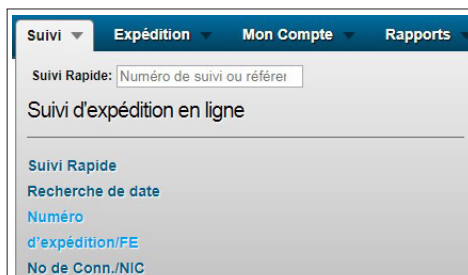 Suivi Expédition Mon Compte Rapports
Suivi Rapide: Numéro de suivi ou référer
Suivi d'expédition en ligne
Suivi Rapide
Recherche de date
Numéro
d'expédition/FE
No de Conn./NIC